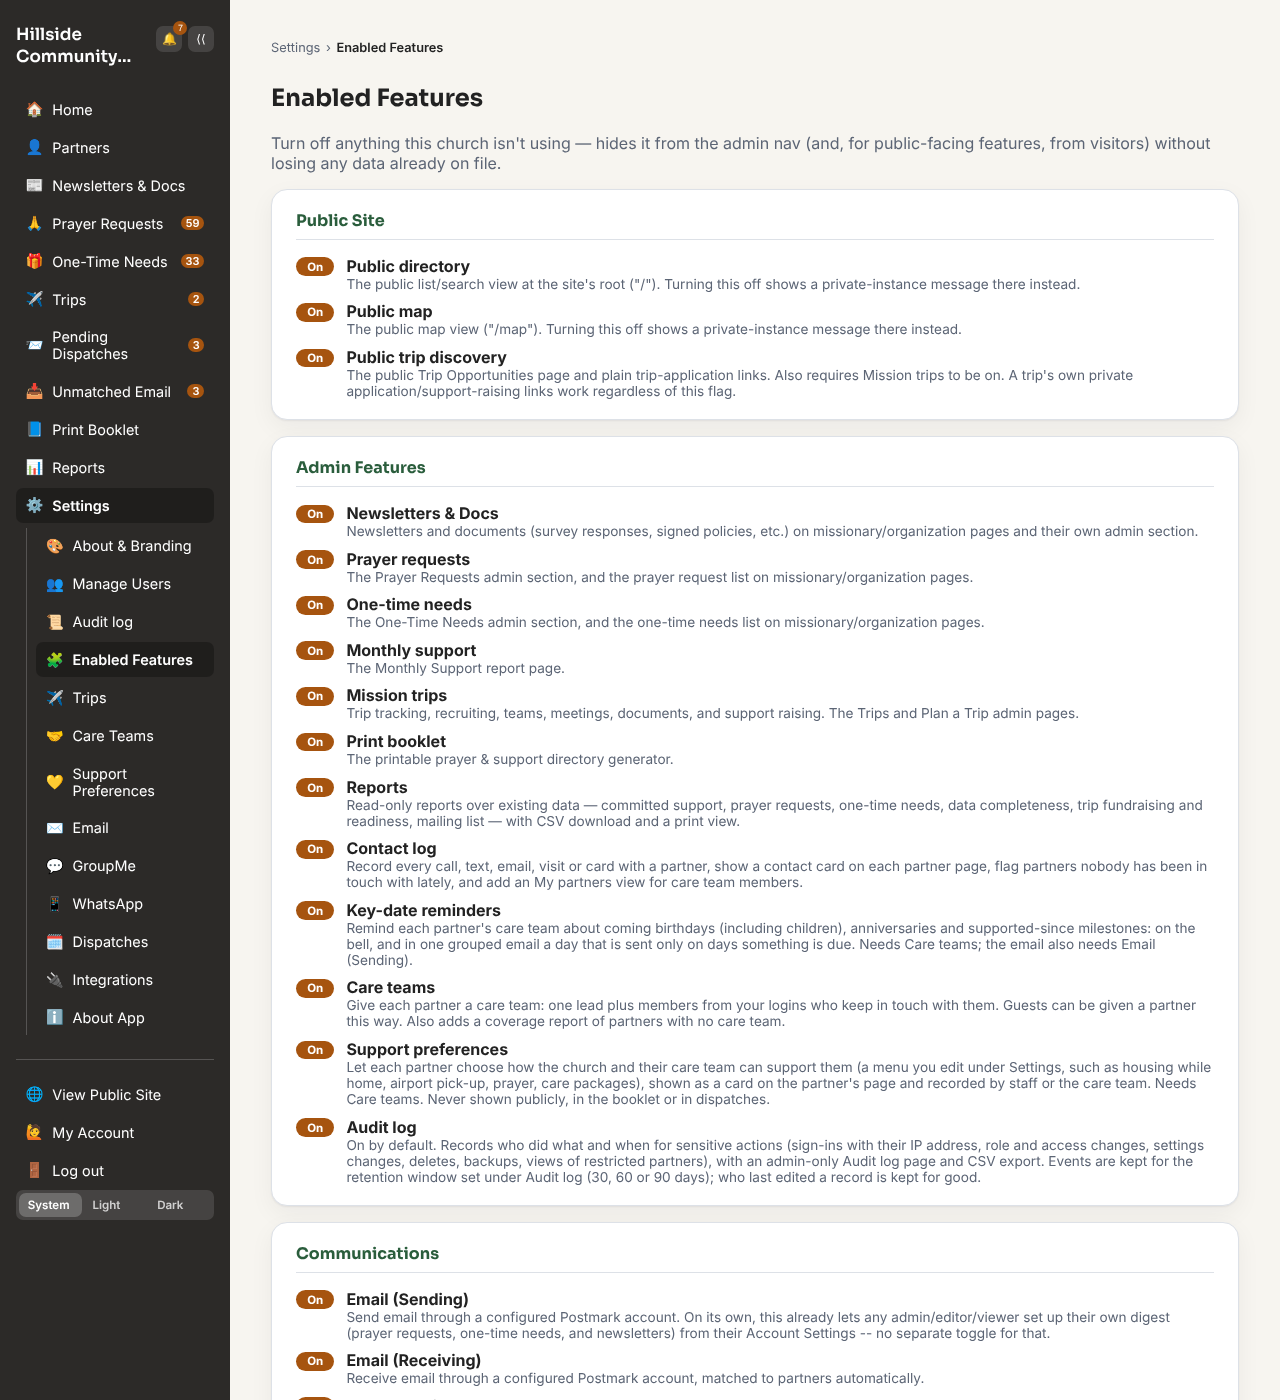 Hillside
Community...
7
⟨⟨
Home
Partners
Newsletters & Docs
Prayer Requests 59
One-Time Needs 33
Trips 2
Pending
Dispatches 3
Unmatched Email 3
Print Booklet
Reports
Settings
About & Branding
Manage Users
Audit log
Enabled Features
Trips
Care Teams
Support
Preferences
Email
GroupMe
WhatsApp
Dispatches
Integrations
About App
View Public Site
My Account
Log out
System Light Dark
Settings › Enabled Features
Enabled Features
Turn off anything this church isn't using — hides it from the admin nav (and, for public-facing features, from visitors) without
losing any data already on file.
Public Site
On Public directory
The public list/search view at the site's root ("/"). Turning this off shows a private-instance message there instead.
On Public map
The public map view ("/map"). Turning this off shows a private-instance message there instead.
On Public trip discovery
The public Trip Opportunities page and plain trip-application links. Also requires Mission trips to be on. A trip's own private
application/support-raising links work regardless of this flag.
Admin Features
On Newsletters & Docs
Newsletters and documents (survey responses, signed policies, etc.) on missionary/organization pages and their own admin section.
On Prayer requests
The Prayer Requests admin section, and the prayer request list on missionary/organization pages.
On One-time needs
The One-Time Needs admin section, and the one-time needs list on missionary/organization pages.
On Monthly support
The Monthly Support report page.
On Mission trips
Trip tracking, recruiting, teams, meetings, documents, and support raising. The Trips and Plan a Trip admin pages.
On Print booklet
The printable prayer & support directory generator.
On Reports
Read-only reports over existing data — committed support, prayer requests, one-time needs, data completeness, trip fundraising and
readiness, mailing list — with CSV download and a print view.
On Contact log
Record every call, text, email, visit or card with a partner, show a contact card on each partner page, flag partners nobody has been in
touch with lately, and add an My partners view for care team members.
On Key-date reminders
Remind each partner's care team about coming birthdays (including children), anniversaries and supported-since milestones: on the
bell, and in one grouped email a day that is sent only on days something is due. Needs Care teams; the email also needs Email
(Sending).
On Care teams
Give each partner a care team: one lead plus members from your logins who keep in touch with them. Guests can be given a partner
this way. Also adds a coverage report of partners with no care team.
On Support preferences
Let each partner choose how the church and their care team can support them (a menu you edit under Settings, such as housing while
home, airport pick-up, prayer, care packages), shown as a card on the partner's page and recorded by staff or the care team. Needs
Care teams. Never shown publicly, in the booklet or in dispatches.
On Audit log
On by default. Records who did what and when for sensitive actions (sign-ins with their IP address, role and access changes, settings
changes, deletes, backups, views of restricted partners), with an admin-only Audit log page and CSV export. Events are kept for the
retention window set under Audit log (30, 60 or 90 days); who last edited a record is kept for good.
Communications
On Email (Sending)
Send email through a configured Postmark account. On its own, this already lets any admin/editor/viewer set up their own digest
(prayer requests, one-time needs, and newsletters) from their Account Settings -- no separate toggle for that.
On Email (Receiving)
Receive email through a configured Postmark account, matched to partners automatically.